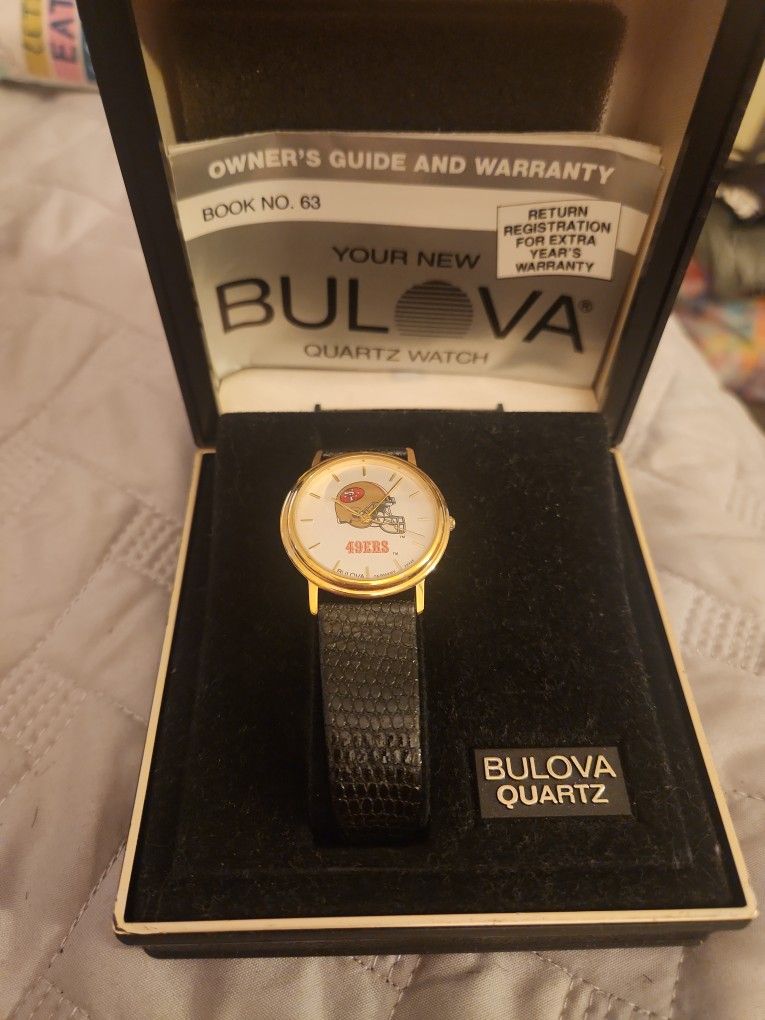 OWNER'S GUIDE AND WARRANTY
BOOK NO. 63
RETURN
REGISTRATION
FOR EXTRA
YEAR'S
WARRANTY
YOUR NEW
BULOVA®
QUARTZ WATCH
49ERS™
BULOVA
BULOVA
QUARTZ